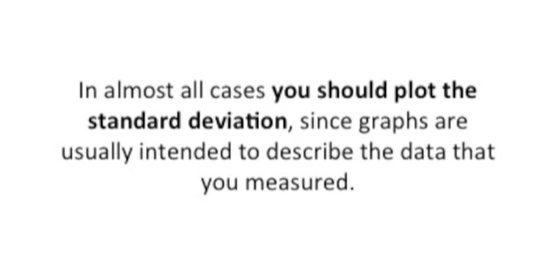 In almost all cases you should plot the
standard deviation, since graphs are
usually intended to describe the data that
you measured.